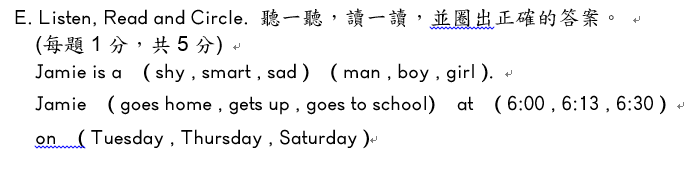 E. Listen, Read and Circle. 聽一聽，讀一讀，並圈出正確的答案。
(每題 1 分，共 5 分)
Jamie is a ( shy , smart , sad ) ( man , boy , girl ).
Jamie ( goes home , gets up , goes to school) at ( 6:00 , 6:13 , 6:30 )
on ( Tuesday , Thursday , Saturday )